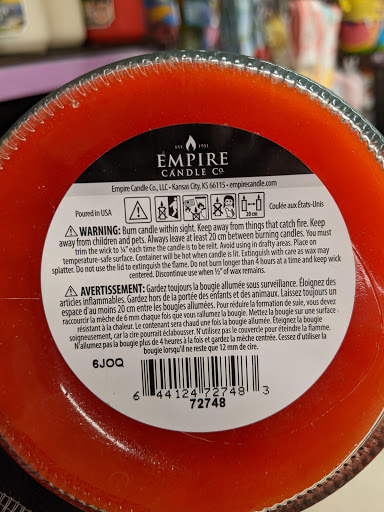 EST. 1951
EMPIRE
CANDLE CO.
Empire Candle Co., LLC • Kansas City, KS 66115 • empirecandle.com
Poured in USA
20 cm
Coulée aux États-Unis
WARNING: Burn candle within sight. Keep away from things that catch fire. Keep
away from children and pets. Always leave at least 20 cm between burning candles. You must
trim the wick to ¼" each time the candle is to be relit. Avoid using in drafty areas. Place on
temperature-safe surface. Container will be hot when candle is lit. Extinguish with care as wax may
splatter. Do not use the lid to extinguish the flame. Do not burn longer than 4 hours at a time and keep wick
centered. Discontinue use when ½" of wax remains.
AVERTISSEMENT: Gardez toujours la bougie allumée sous surveillance. Éloignez des
articles inflammables. Gardez hors de la portée des enfants et des animaux. Laissez toujours un
espace d'au moins 20 cm entre les bougies allumées. Pour réduire la formation de suie, vous devez
raccourcir la mèche de 6 mm chaque fois que vous rallumez la bougie. Mettez la bougie sur une surface
résistant à la chaleur. Le contenant sera chaud une fois la bougie allumée. Éteignez la bougie
soigneusement, car la cire pourrait éclabousser. N'utilisez pas le couvercle pour éteindre la flamme.
N'allumez pas la bougie plus de 4 heures à la fois et gardez la mèche centrée. Cessez d'utiliser la
bougie lorsqu'il ne reste que 12 mm de cire.
6JOQ
6 44124 72748 3
72748